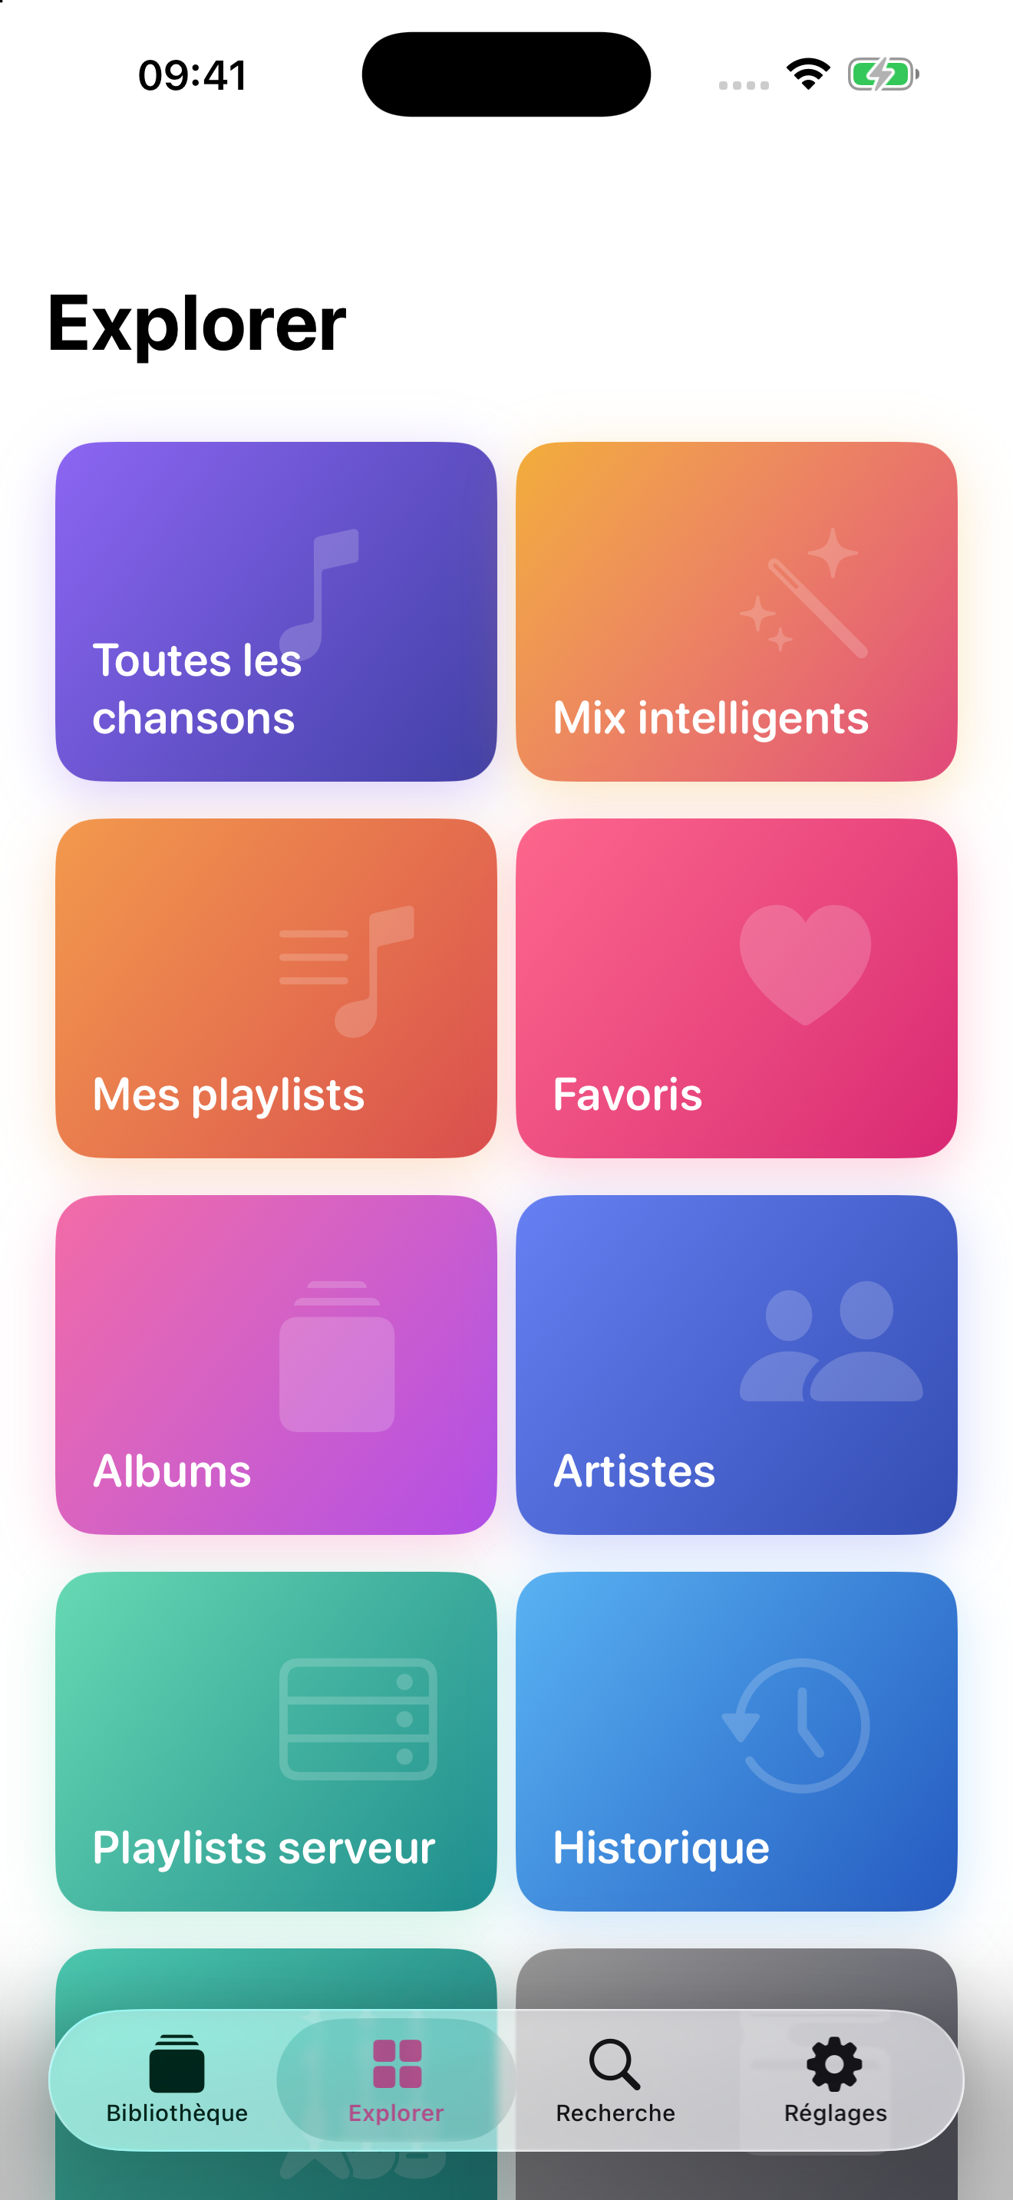 09:41
Explorer
Toutes les
chansons
Mix intelligents
Mes playlists
Favoris
Albums
Artistes
Playlists serveur
Historique
Bibliothèque
Explorer
Recherche
Réglages